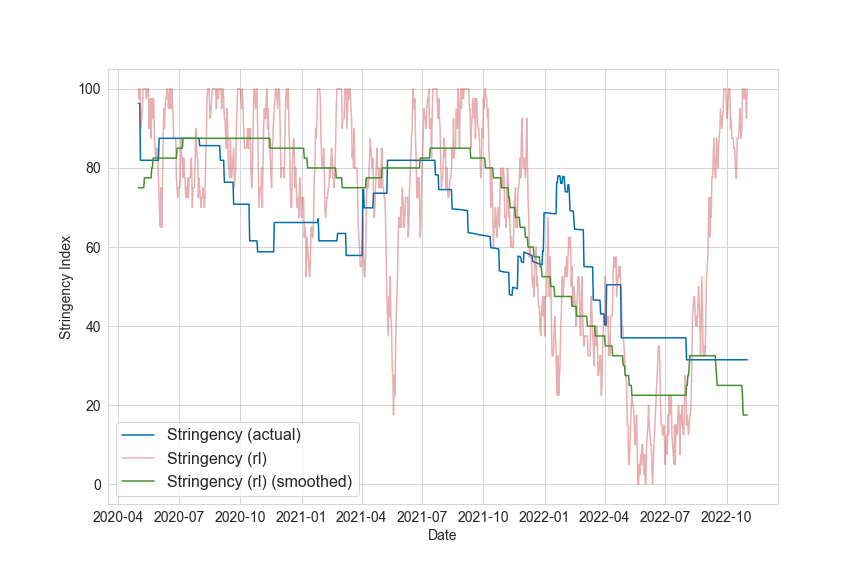 100
80
60
40
20
0
Stringency Index
Stringency (actual)
Stringency (rl)
Stringency (rl) (smoothed)
2020-04 2020-07 2020-10 2021-01 2021-04 2021-07 2021-10 2022-01 2022-04 2022-07 2022-10
Date